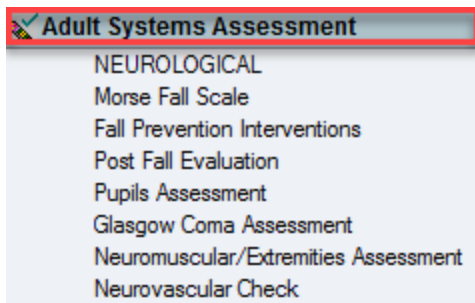 Adult Systems Assessment
NEUROLOGICAL
Morse Fall Scale
Fall Prevention Interventions
Post Fall Evaluation
Pupils Assessment
Glasgow Coma Assessment
Neuromuscular/Extremities Assessment
Neurovascular Check